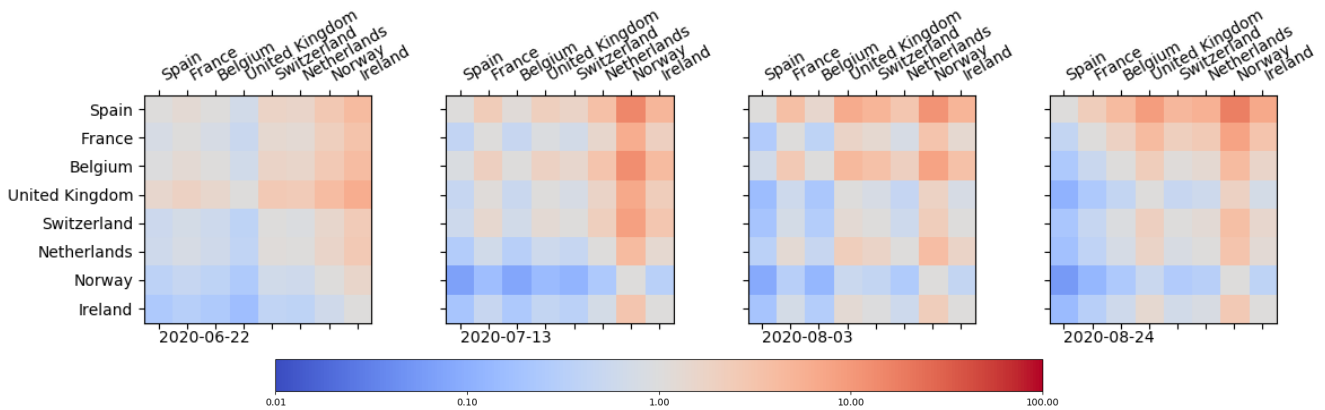 Spain France Belgium United Kingdom Switzerland Netherlands Norway Ireland
Spain France Belgium United Kingdom Switzerland Netherlands Norway Ireland
Spain France Belgium United Kingdom Switzerland Netherlands Norway Ireland
Spain France Belgium United Kingdom Switzerland Netherlands Norway Ireland
Spain
France
Belgium
United Kingdom
Switzerland
Netherlands
Norway
Ireland
2020-06-22 2020-07-13 2020-08-03 2020-08-24
0.01 0.10 1.00 10.00 100.00